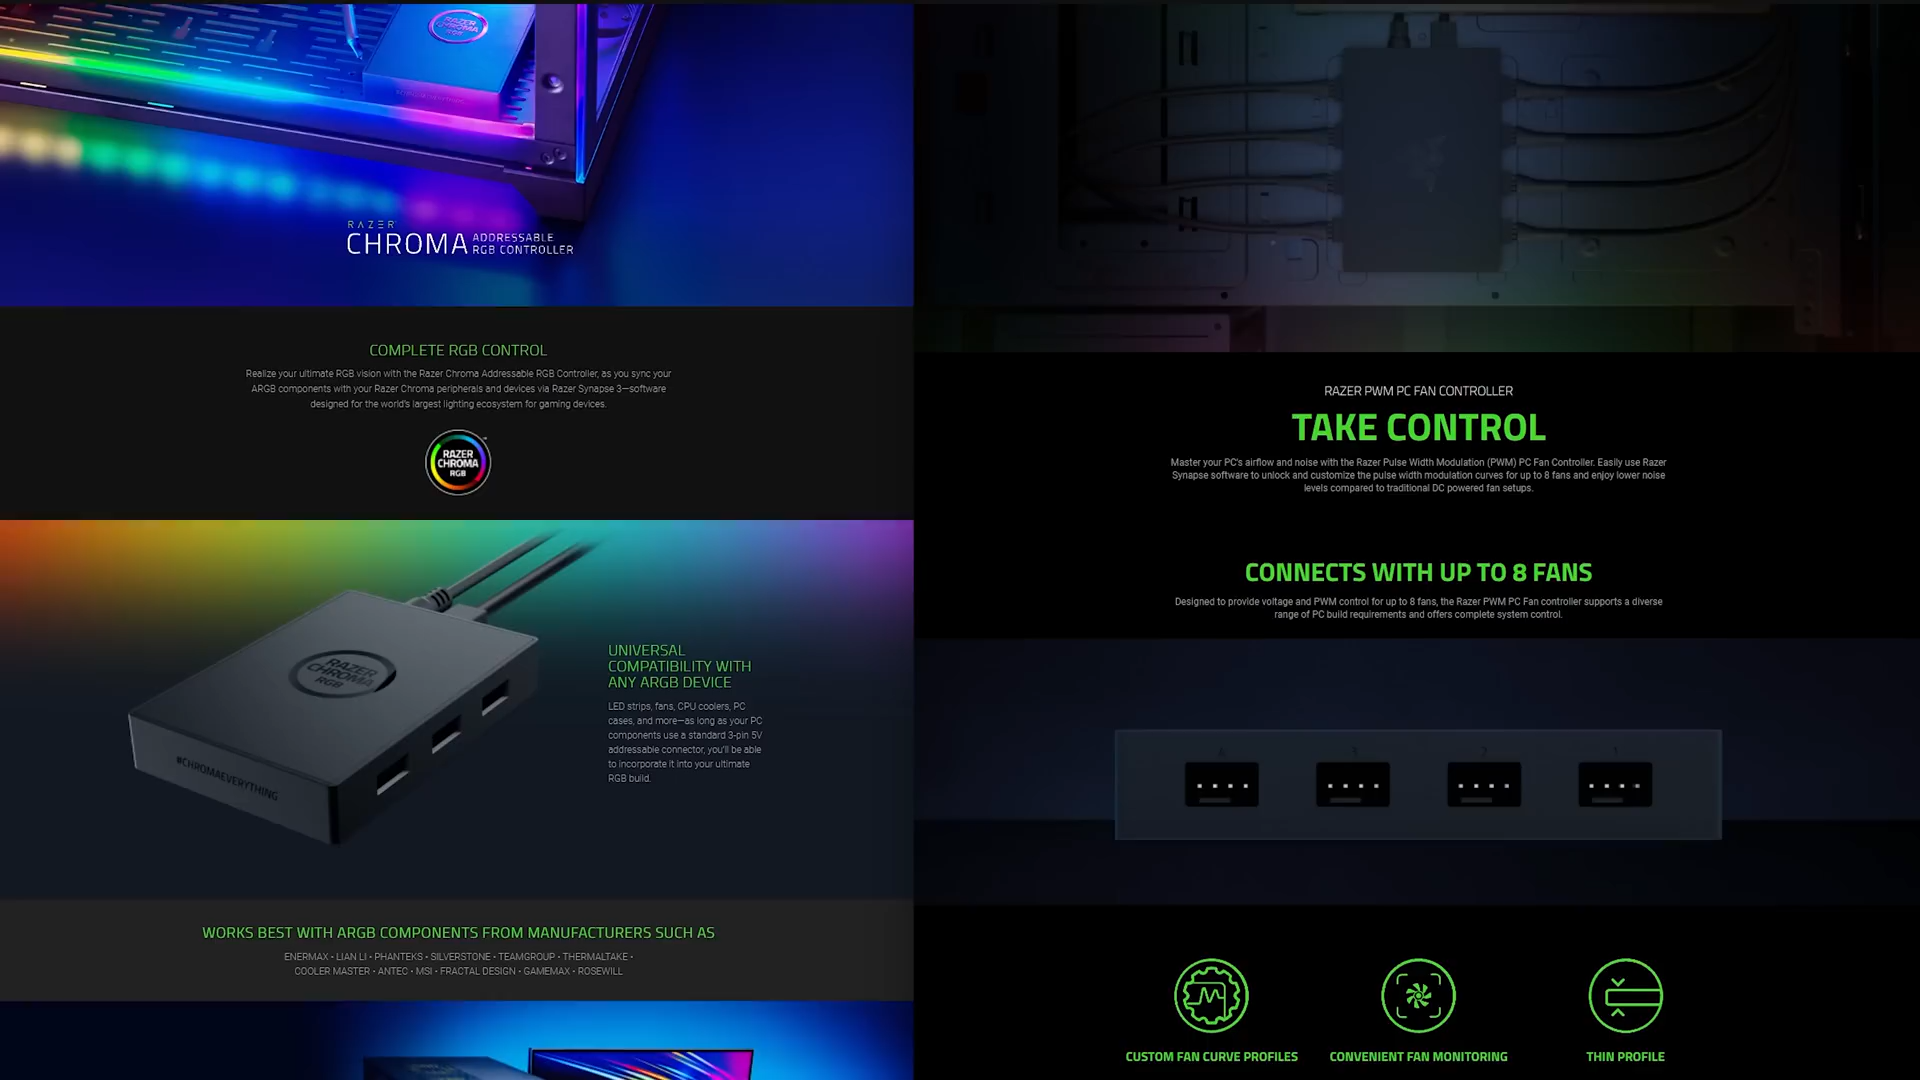 RAZER
CHROMA RGB
RAZER
CHROMA ADDRESSABLE
RGB CONTROLLER
COMPLETE RGB CONTROL
Realize your ultimate RGB vision with the Razer Chroma Addressable RGB Controller, as you sync your
ARGB components with your Razer Chroma peripherals and devices via Razer Synapse 3—software
designed for the world's largest lighting ecosystem for gaming devices.
RAZER
CHROMA
RGB
RAZER
CHROMA
RGB
#CHROMAEVERYTHING
UNIVERSAL
COMPATIBILITY WITH
ANY ARGB DEVICE
LED strips, fans, CPU coolers, PC
cases, and more—as long as your PC
components use a standard 3-pin 5V
addressable connector, you'll be able
to incorporate it into your ultimate
RGB build.
WORKS BEST WITH ARGB COMPONENTS FROM MANUFACTURERS SUCH AS
ENERMAX • LIAN LI • PHANTEKS • SILVERSTONE • TEAMGROUP • THERMALTAKE •
COOLER MASTER • ANTEC • MSI • FRACTAL DESIGN • GAMEMAX • ROSEWILL
RAZER PWM PC FAN CONTROLLER
TAKE CONTROL
Master your PC's airflow and noise with the Razer Pulse Width Modulation (PWM) PC Fan Controller. Easily use Razer
Synapse software to unlock and customize the pulse width modulation curves for up to 8 fans and enjoy lower noise
levels compared to traditional DC powered fan setups.
CONNECTS WITH UP TO 8 FANS
Designed to provide voltage and PWM control for up to 8 fans, the Razer PWM PC Fan controller supports a diverse
range of PC build requirements and offers complete system control.
4 3 2 1
CUSTOM FAN CURVE PROFILES
CONVENIENT FAN MONITORING
THIN PROFILE